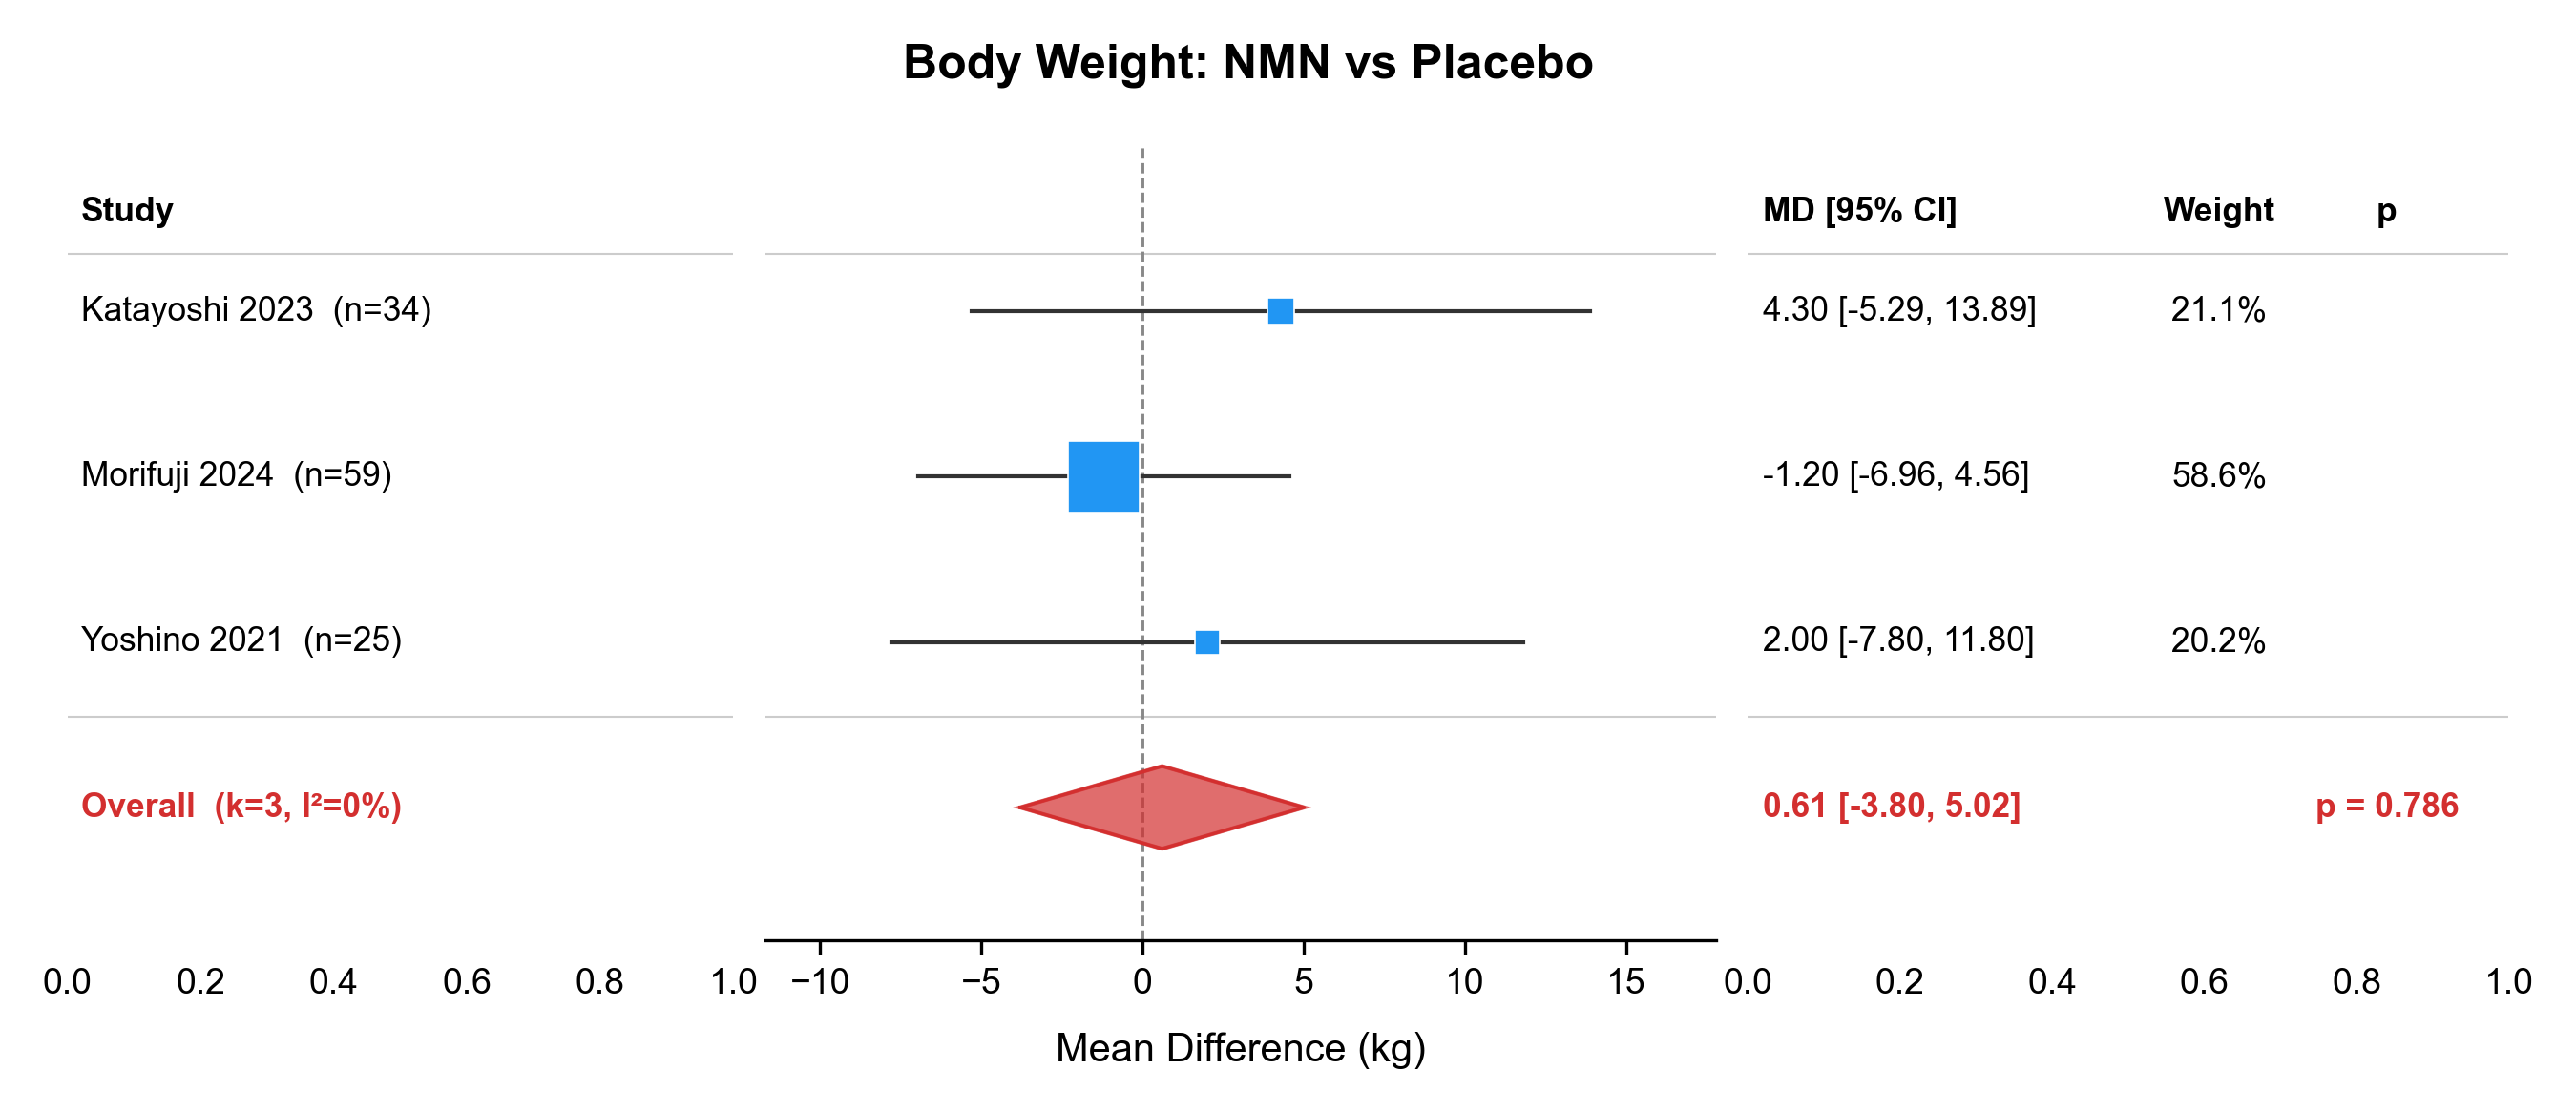 Body Weight: NMN vs Placebo
Study MD [95% CI] Weight p
Katayoshi 2023 (n=34) 4.30 [-5.29, 13.89] 21.1%
Morifuji 2024 (n=59) -1.20 [-6.96, 4.56] 58.6%
Yoshino 2021 (n=25) 2.00 [-7.80, 11.80] 20.2%
Overall (k=3, I²=0%) 0.61 [-3.80, 5.02] p = 0.786
0.0 0.2 0.4 0.6 0.8 1.0 −10 −5 0 5 10 15 0.0 0.2 0.4 0.6 0.8 1.0
Mean Difference (kg)